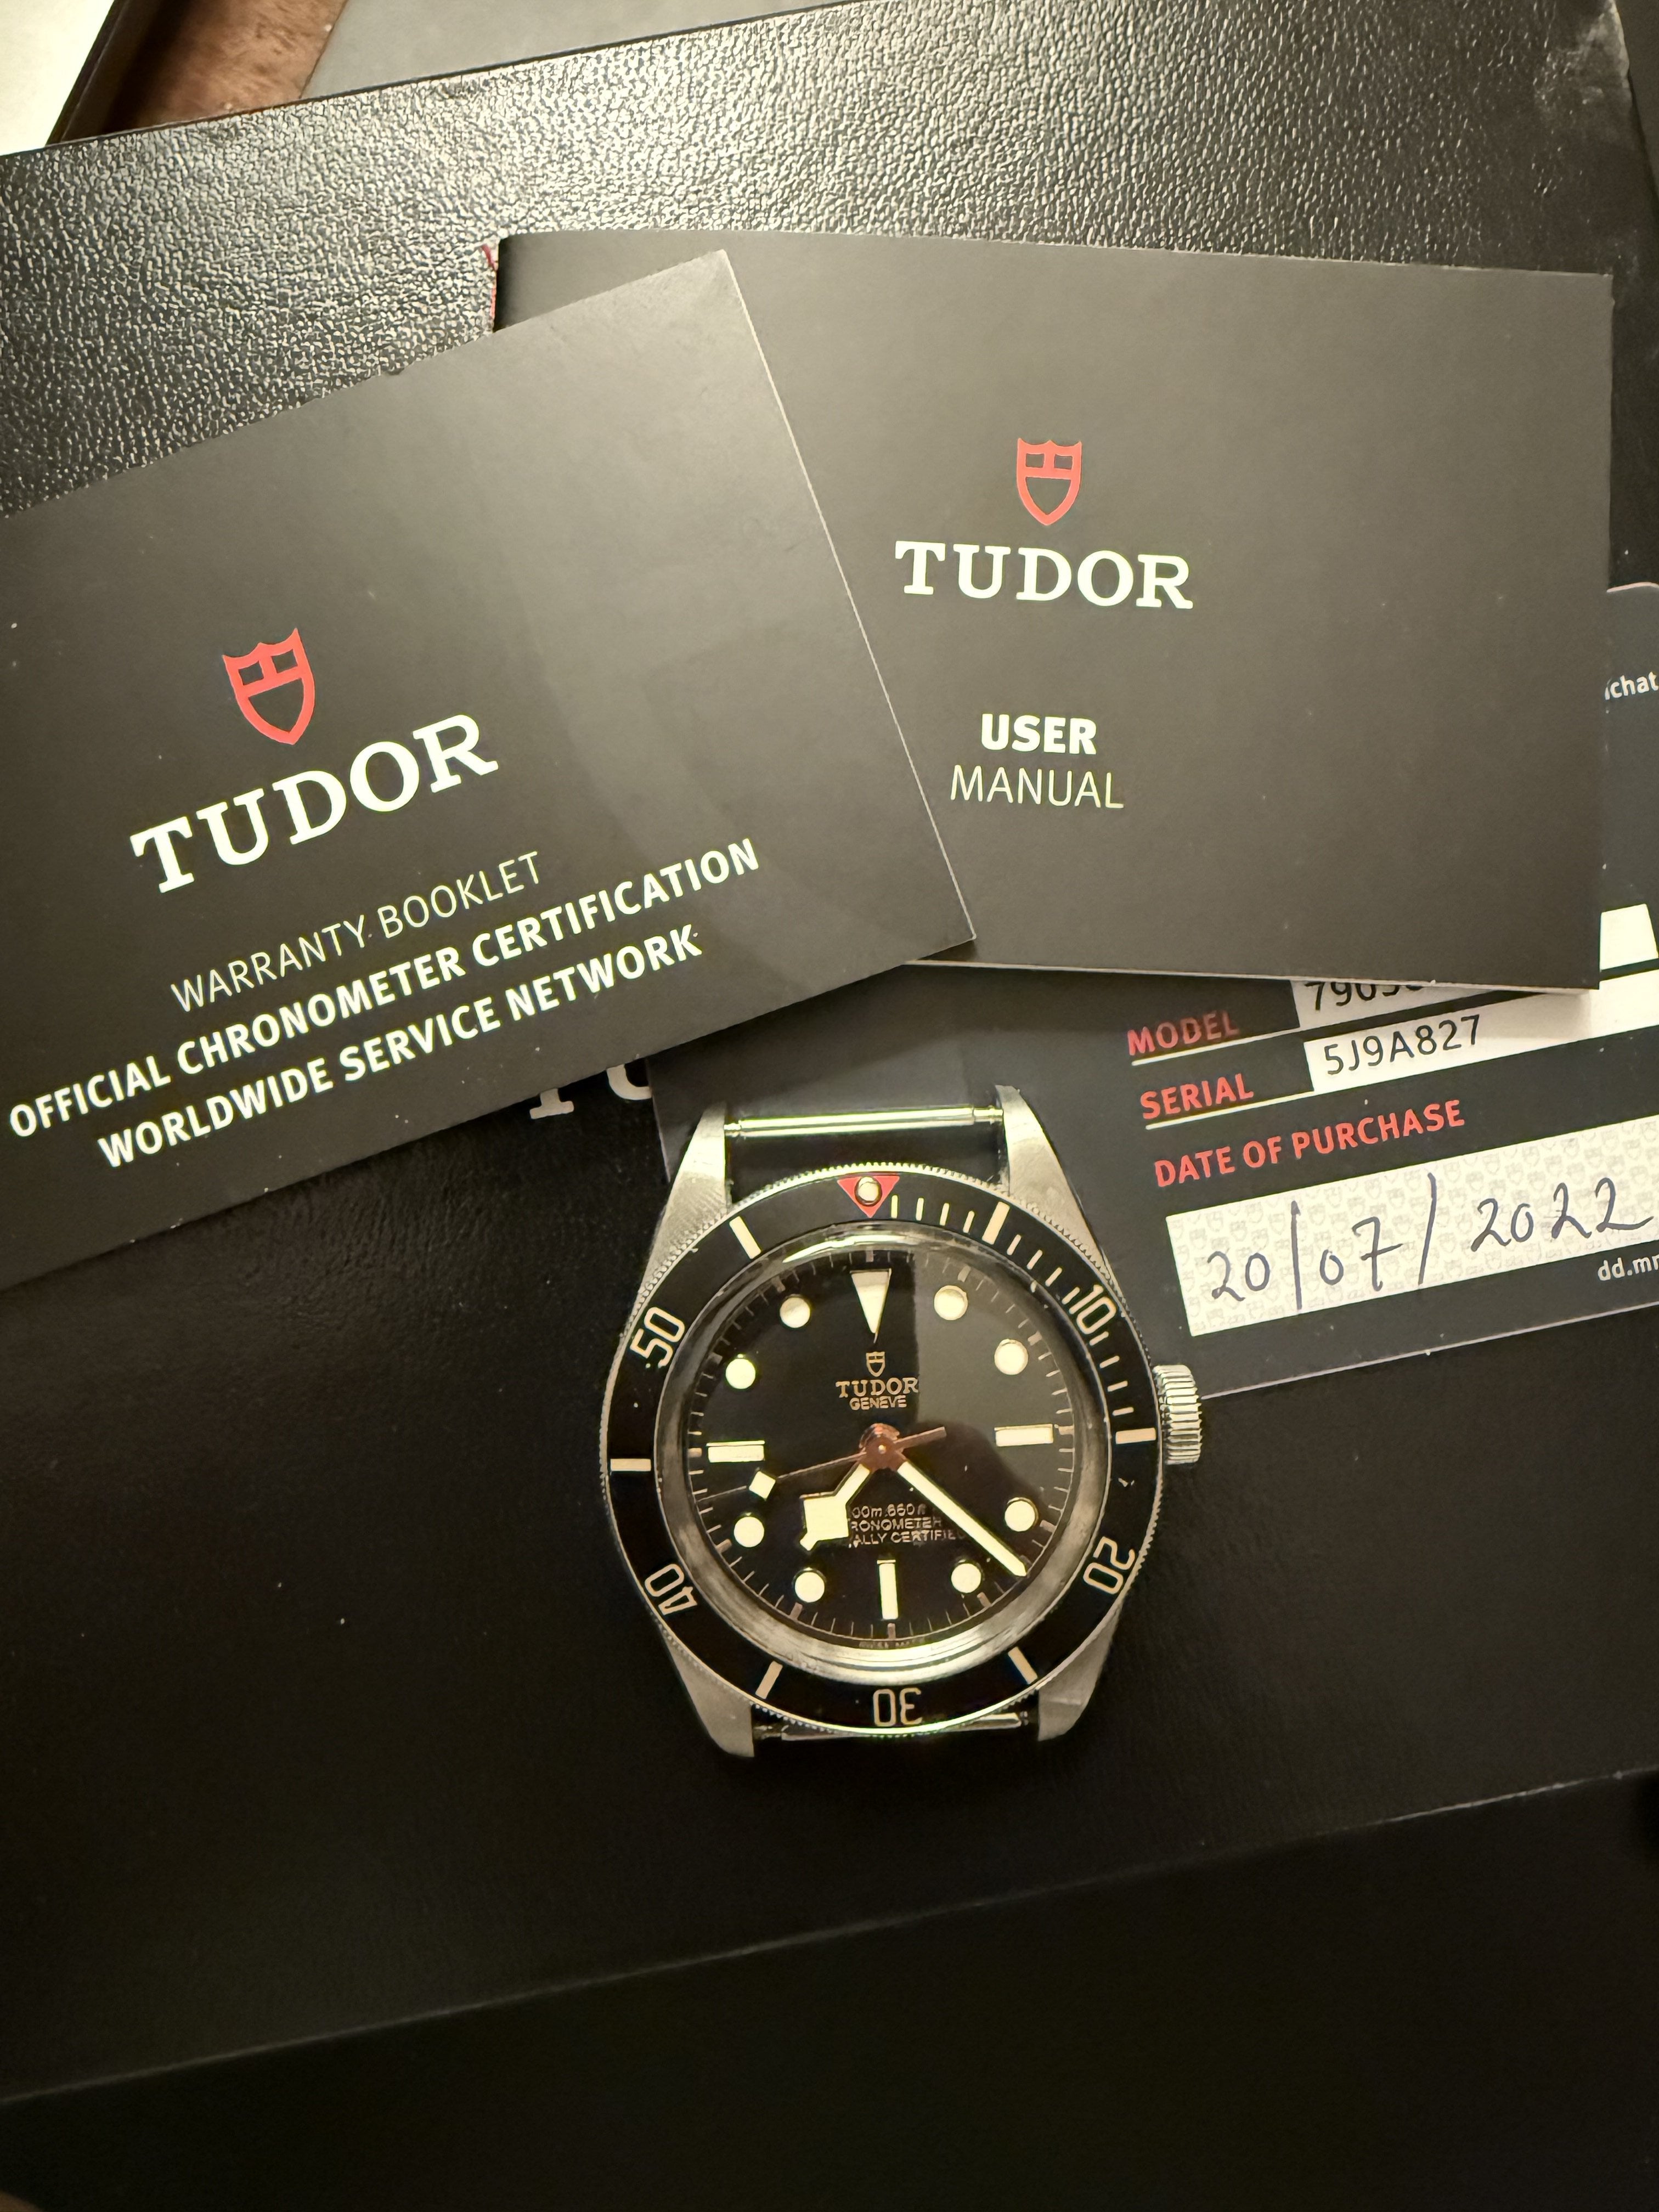 TUDOR
WARRANTY BOOKLET
OFFICIAL CHRONOMETER CERTIFICATION
WORLDWIDE SERVICE NETWORK
TUDOR
USER
MANUAL
MODEL
SERIAL 5J9A827
DATE OF PURCHASE
20/07/2022
50
10
TUDOR
GENEVE
40
20
30